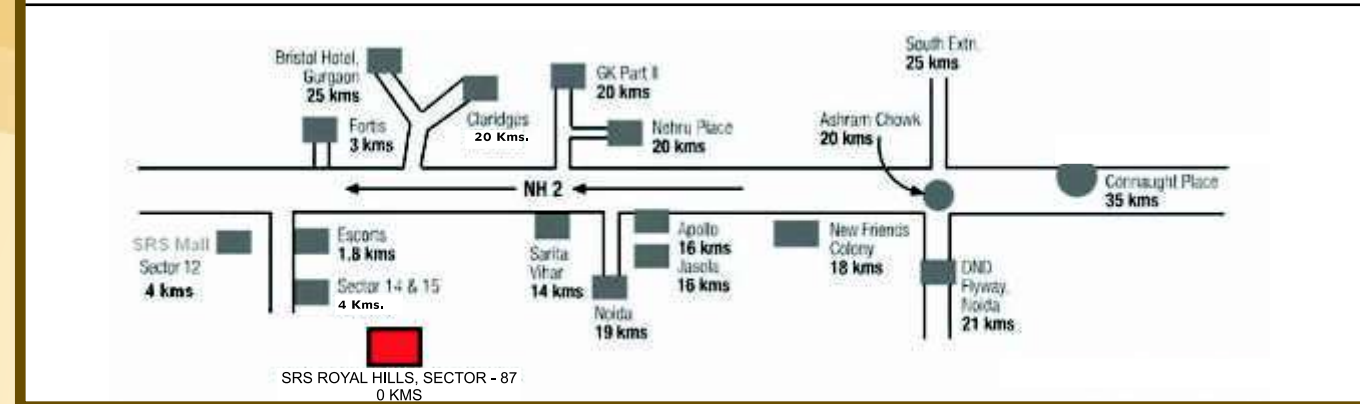 Bristol Hotel,
Gurgaon
25 kms
Fortis
3 kms
Claridges
20 Kms.
GK Part II
20 kms
Nehru Place
20 kms
South Extn.
25 kms
Ashram Chowk
20 kms
Connaught Place
35 kms
NH 2
SRS Mall
Sector 12
4 kms
Escorts
1.8 kms
Sector 14 & 15
4 Kms.
Sarita
Vihar
14 kms
Noida
19 kms
Apollo
16 kms
Jasola
16 kms
New Friends
Colony
18 kms
DND
Flyway,
Noida
21 kms
SRS ROYAL HILLS, SECTOR - 87
0 KMS